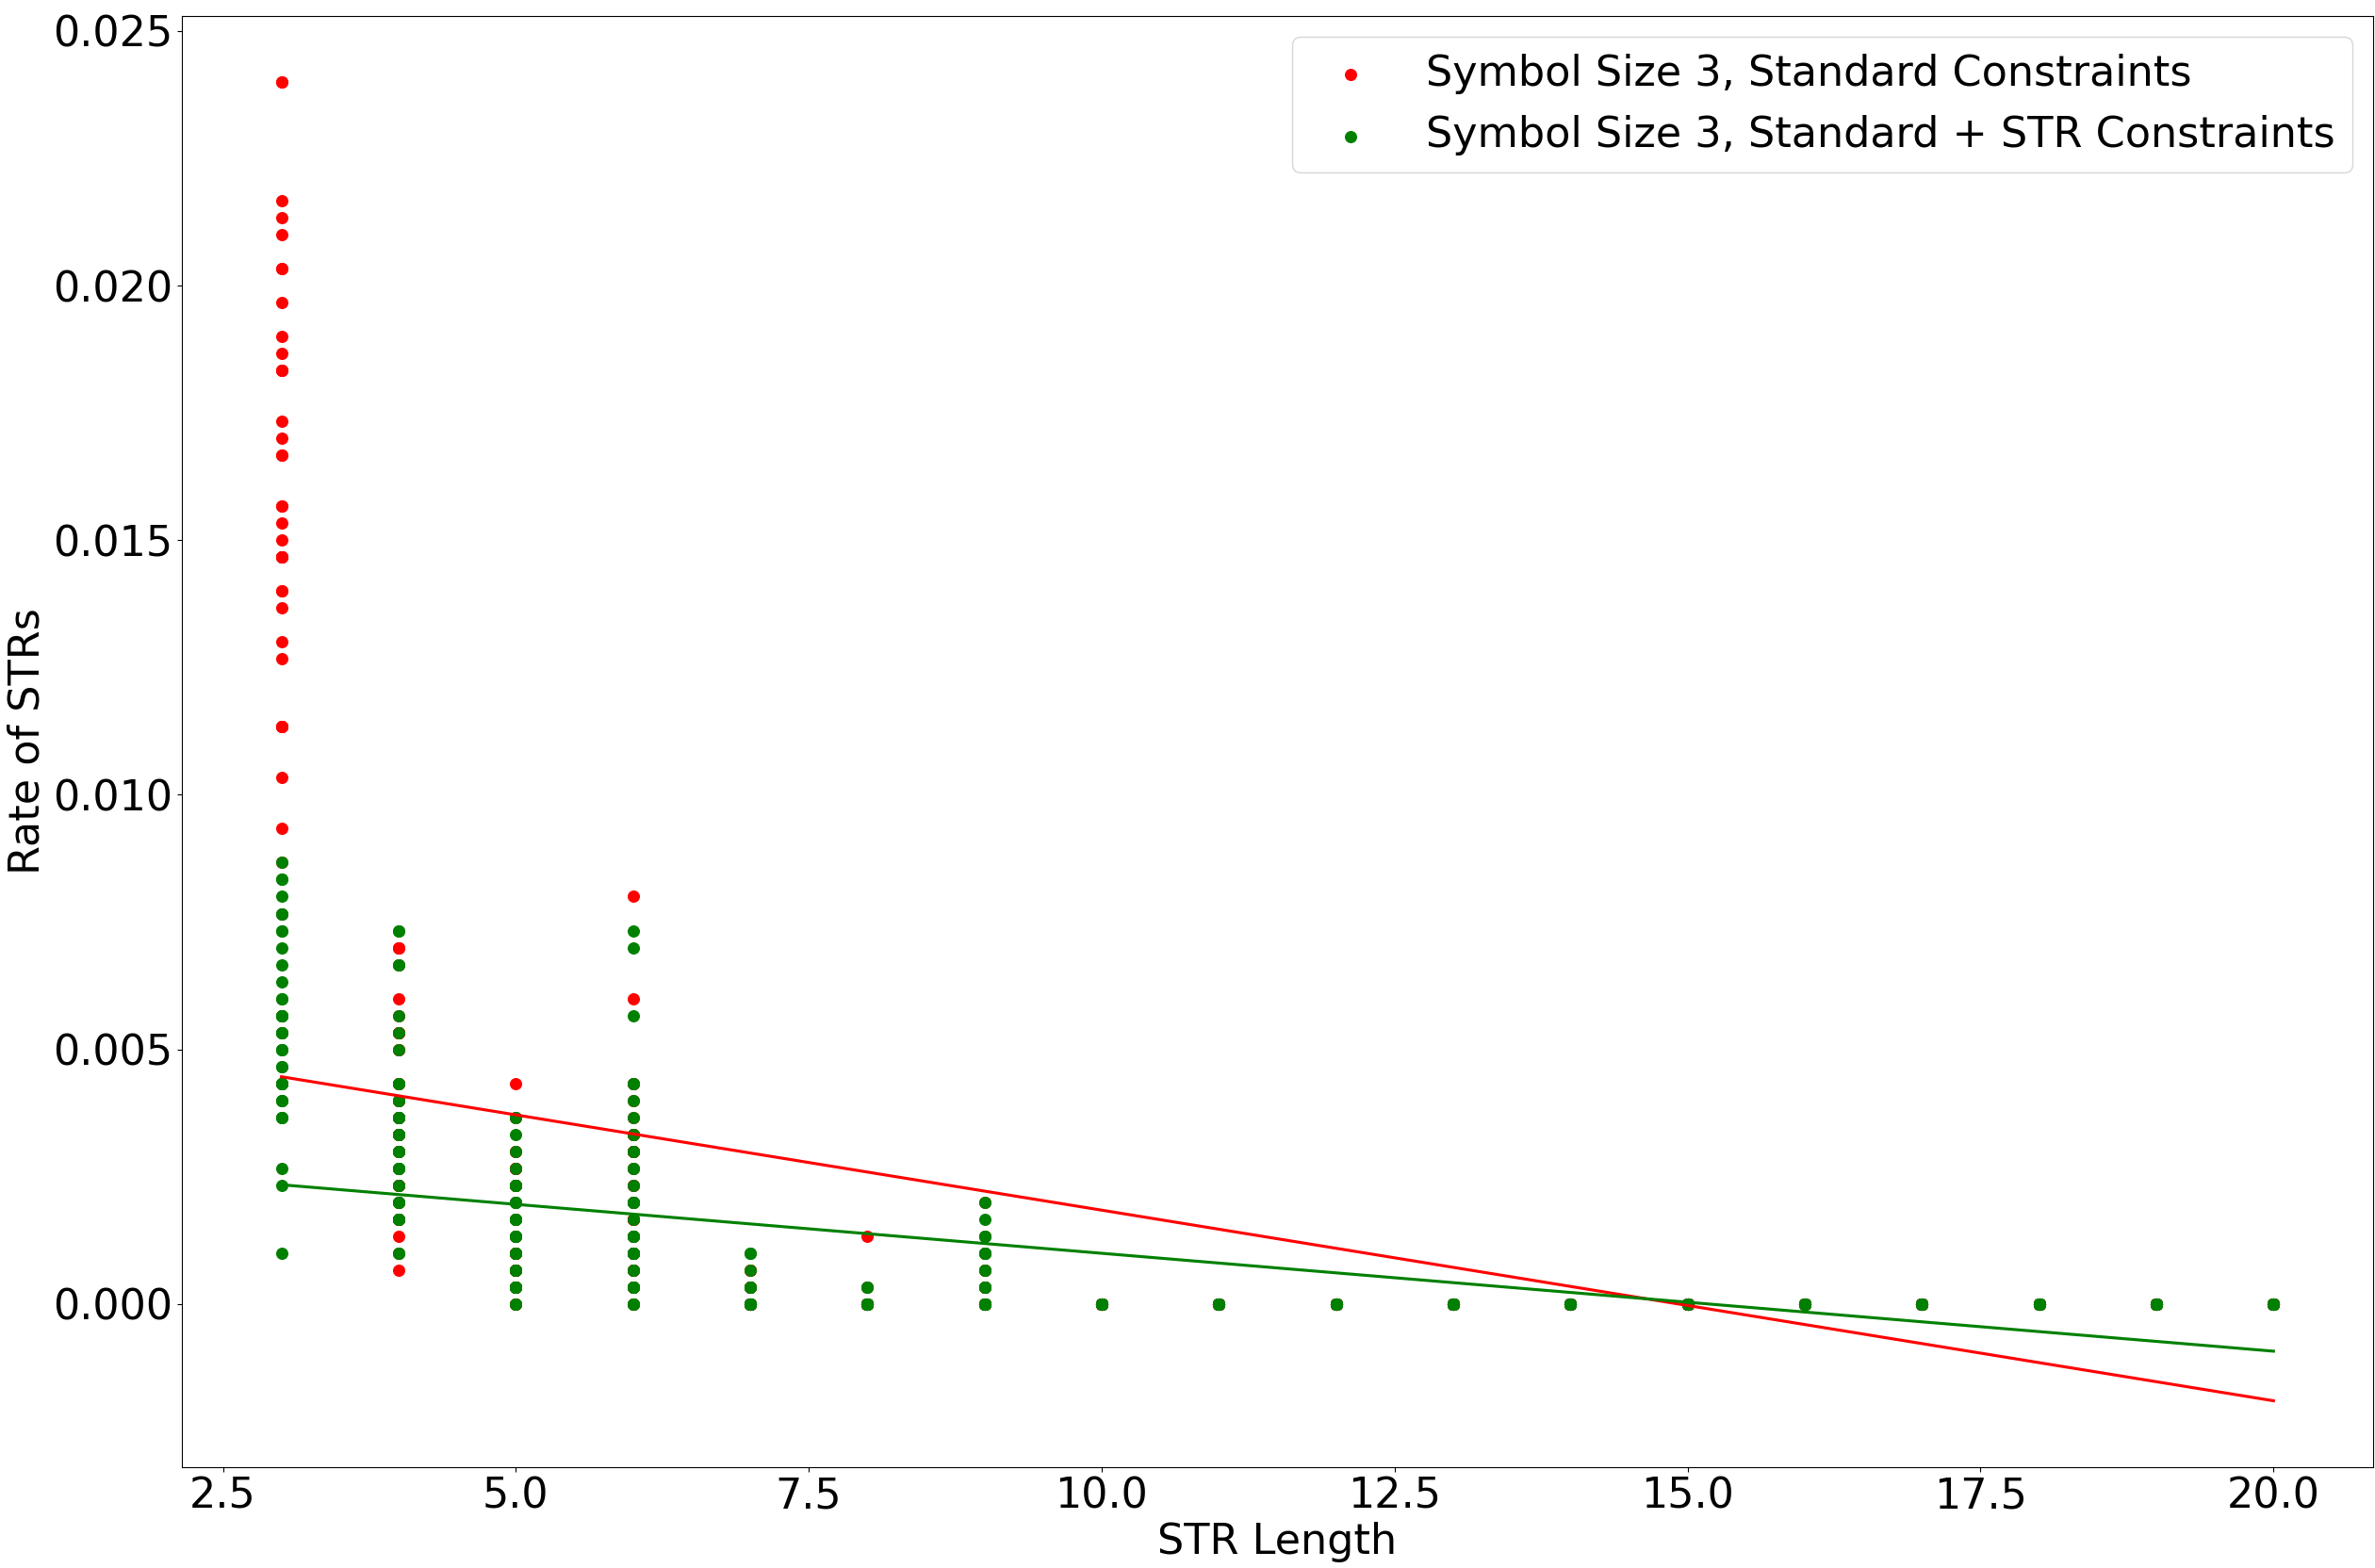 Symbol Size 3, Standard Constraints
Symbol Size 3, Standard + STR Constraints
Rate of STRs
0.025
0.020
0.015
0.010
0.005
0.000
2.5 5.0 7.5 10.0 12.5 15.0 17.5 20.0
STR Length